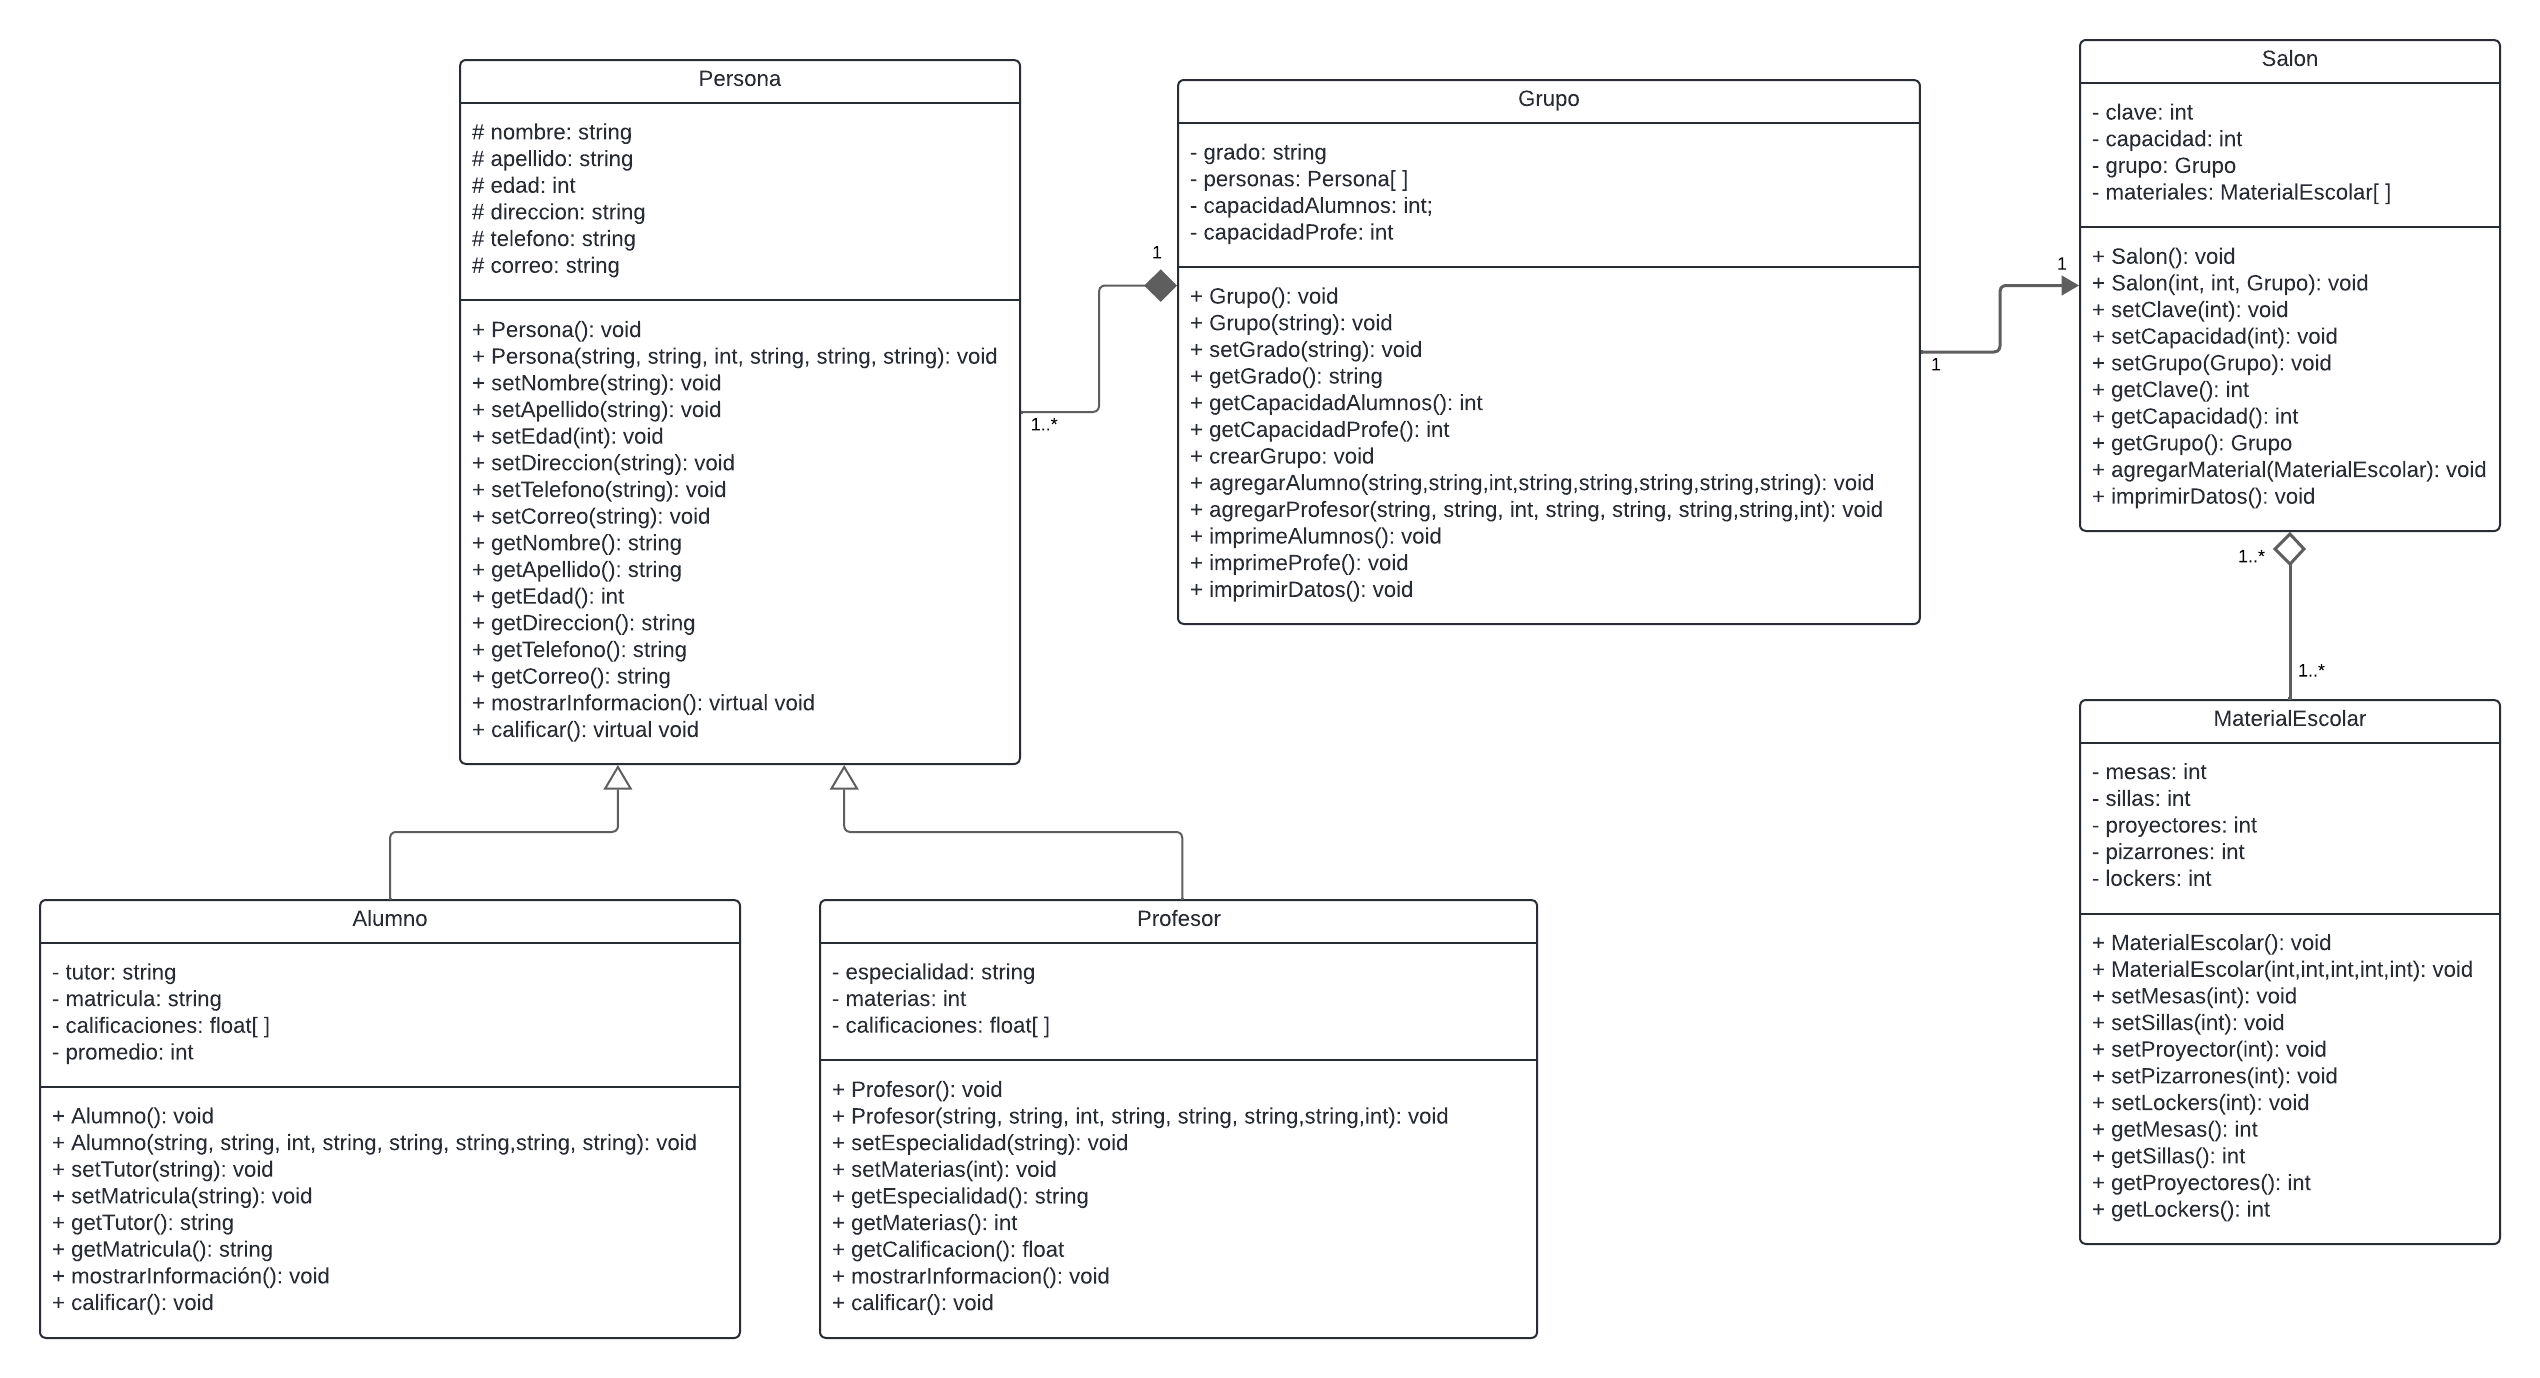 Persona
# nombre: string
# apellido: string
# edad: int
# direccion: string
# telefono: string
# correo: string
+ Persona(): void
+ Persona(string, string, int, string, string, string): void
+ setNombre(string): void
+ setApellido(string): void
+ setEdad(int): void
+ setDireccion(string): void
+ setTelefono(string): void
+ setCorreo(string): void
+ getNombre(): string
+ getApellido(): string
+ getEdad(): int
+ getDireccion(): string
+ getTelefono(): string
+ getCorreo(): string
+ mostrarInformacion(): virtual void
+ calificar(): virtual void
1
1..*
Grupo
- grado: string
- personas: Persona[ ]
- capacidadAlumnos: int;
- capacidadProfe: int
+ Grupo(): void
+ Grupo(string): void
+ setGrado(string): void
+ getGrado(): string
+ getCapacidadAlumnos(): int
+ getCapacidadProfe(): int
+ crearGrupo: void
+ agregarAlumno(string,string,int,string,string,string,string,string): void
+ agregarProfesor(string, string, int, string, string, string,string,int): void
+ imprimeAlumnos(): void
+ imprimeProfe(): void
+ imprimirDatos(): void
1
1
Salon
- clave: int
- capacidad: int
- grupo: Grupo
- materiales: MaterialEscolar[ ]
+ Salon(): void
+ Salon(int, int, Grupo): void
+ setClave(int): void
+ setCapacidad(int): void
+ setGrupo(Grupo): void
+ getClave(): int
+ getCapacidad(): int
+ getGrupo(): Grupo
+ agregarMaterial(MaterialEscolar): void
+ imprimirDatos(): void
1..*
1..*
MaterialEscolar
- mesas: int
- sillas: int
- proyectores: int
- pizarrones: int
- lockers: int
+ MaterialEscolar(): void
+ MaterialEscolar(int,int,int,int,int): void
+ setMesas(int): void
+ setSillas(int): void
+ setProyector(int): void
+ setPizarrones(int): void
+ setLockers(int): void
+ getMesas(): int
+ getSillas(): int
+ getProyectores(): int
+ getLockers(): int
Alumno
- tutor: string
- matricula: string
- calificaciones: float[ ]
- promedio: int
+ Alumno(): void
+ Alumno(string, string, int, string, string, string,string, string): void
+ setTutor(string): void
+ setMatricula(string): void
+ getTutor(): string
+ getMatricula(): string
+ mostrarInformación(): void
+ calificar(): void
Profesor
- especialidad: string
- materias: int
- calificaciones: float[ ]
+ Profesor(): void
+ Profesor(string, string, int, string, string, string,string,int): void
+ setEspecialidad(string): void
+ setMaterias(int): void
+ getEspecialidad(): string
+ getMaterias(): int
+ getCalificacion(): float
+ mostrarInformacion(): void
+ calificar(): void